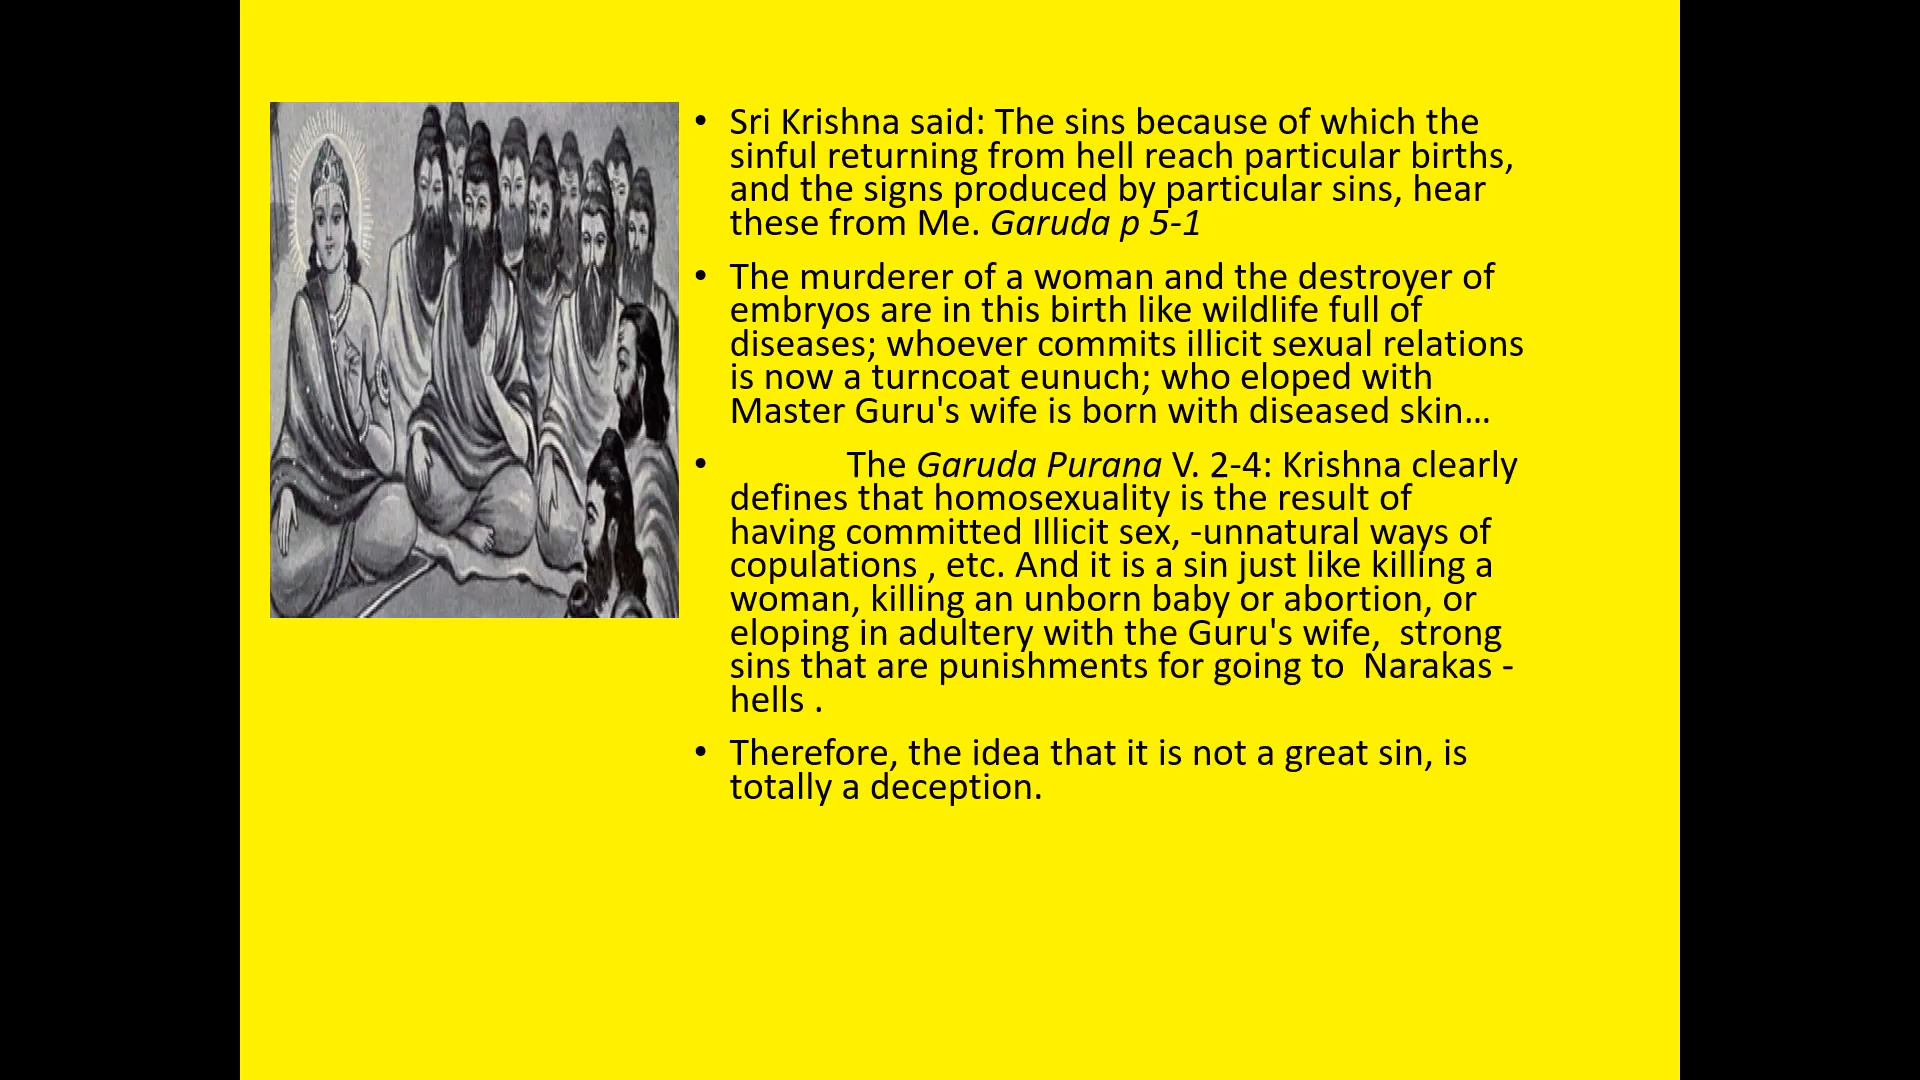 • Sri Krishna said: The sins because of which the
sinful returning from hell reach particular births,
and the signs produced by particular sins, hear
these from Me. Garuda p 5-1
• The murderer of a woman and the destroyer of
embryos are in this birth like wildlife full of
diseases; whoever commits illicit sexual relations
is now a turncoat eunuch; who eloped with
Master Guru's wife is born with diseased skin...
• The Garuda Purana V. 2-4: Krishna clearly
defines that homosexuality is the result of
having committed Illicit sex, -unnatural ways of
copulations , etc. And it is a sin just like killing a
woman, killing an unborn baby or abortion, or
eloping in adultery with the Guru's wife,  strong
sins that are punishments for going to  Narakas -
hells .
• Therefore, the idea that it is not a great sin, is
totally a deception.